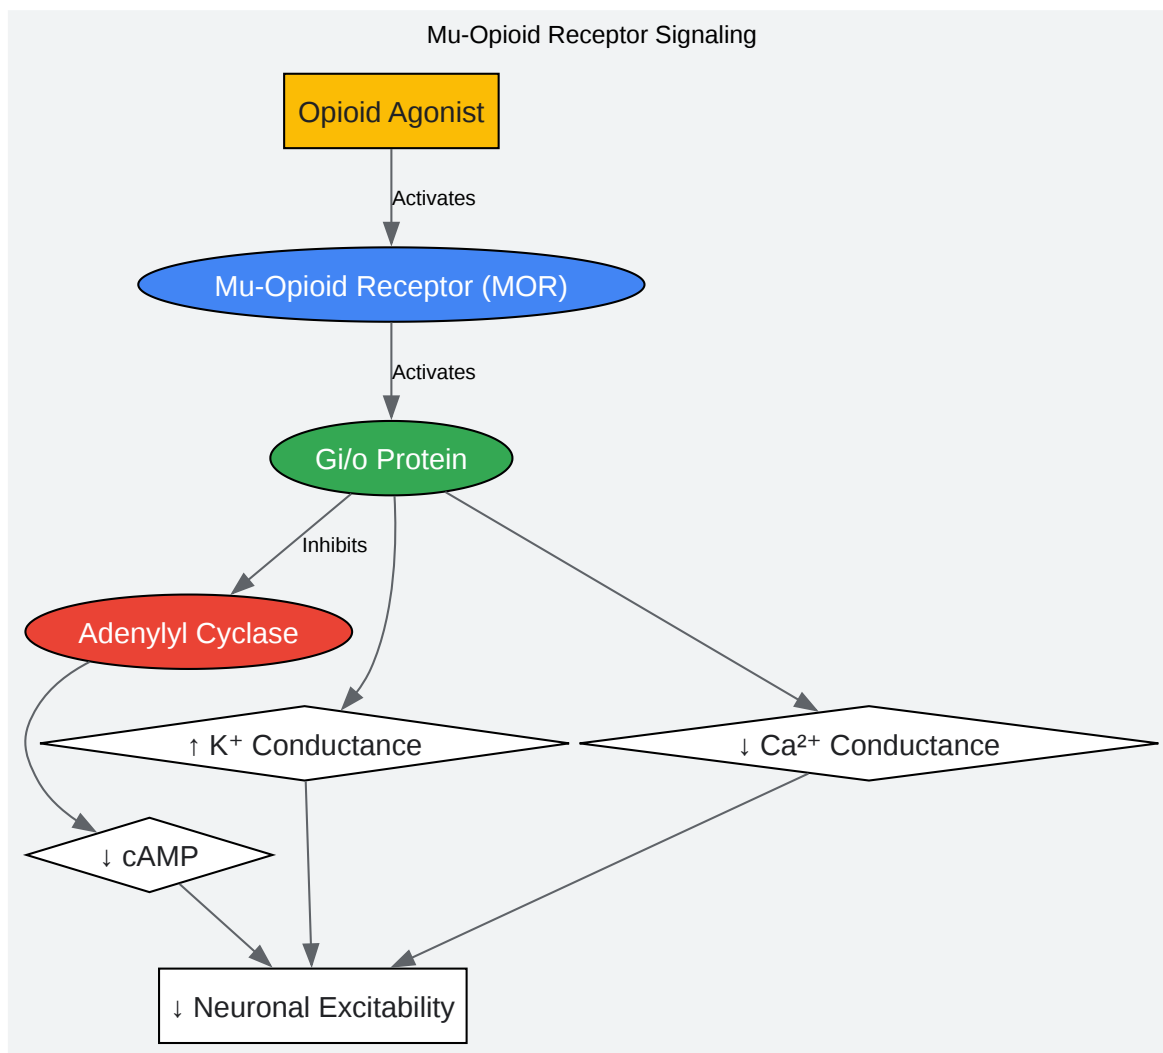 Mu-Opioid Receptor Signaling
Opioid Agonist
Activates
Mu-Opioid Receptor (MOR)
Activates
Gi/o Protein
Inhibits
Adenylyl Cyclase
↑ K⁺ Conductance
↓ Ca²⁺ Conductance
↓ cAMP
↓ Neuronal Excitability